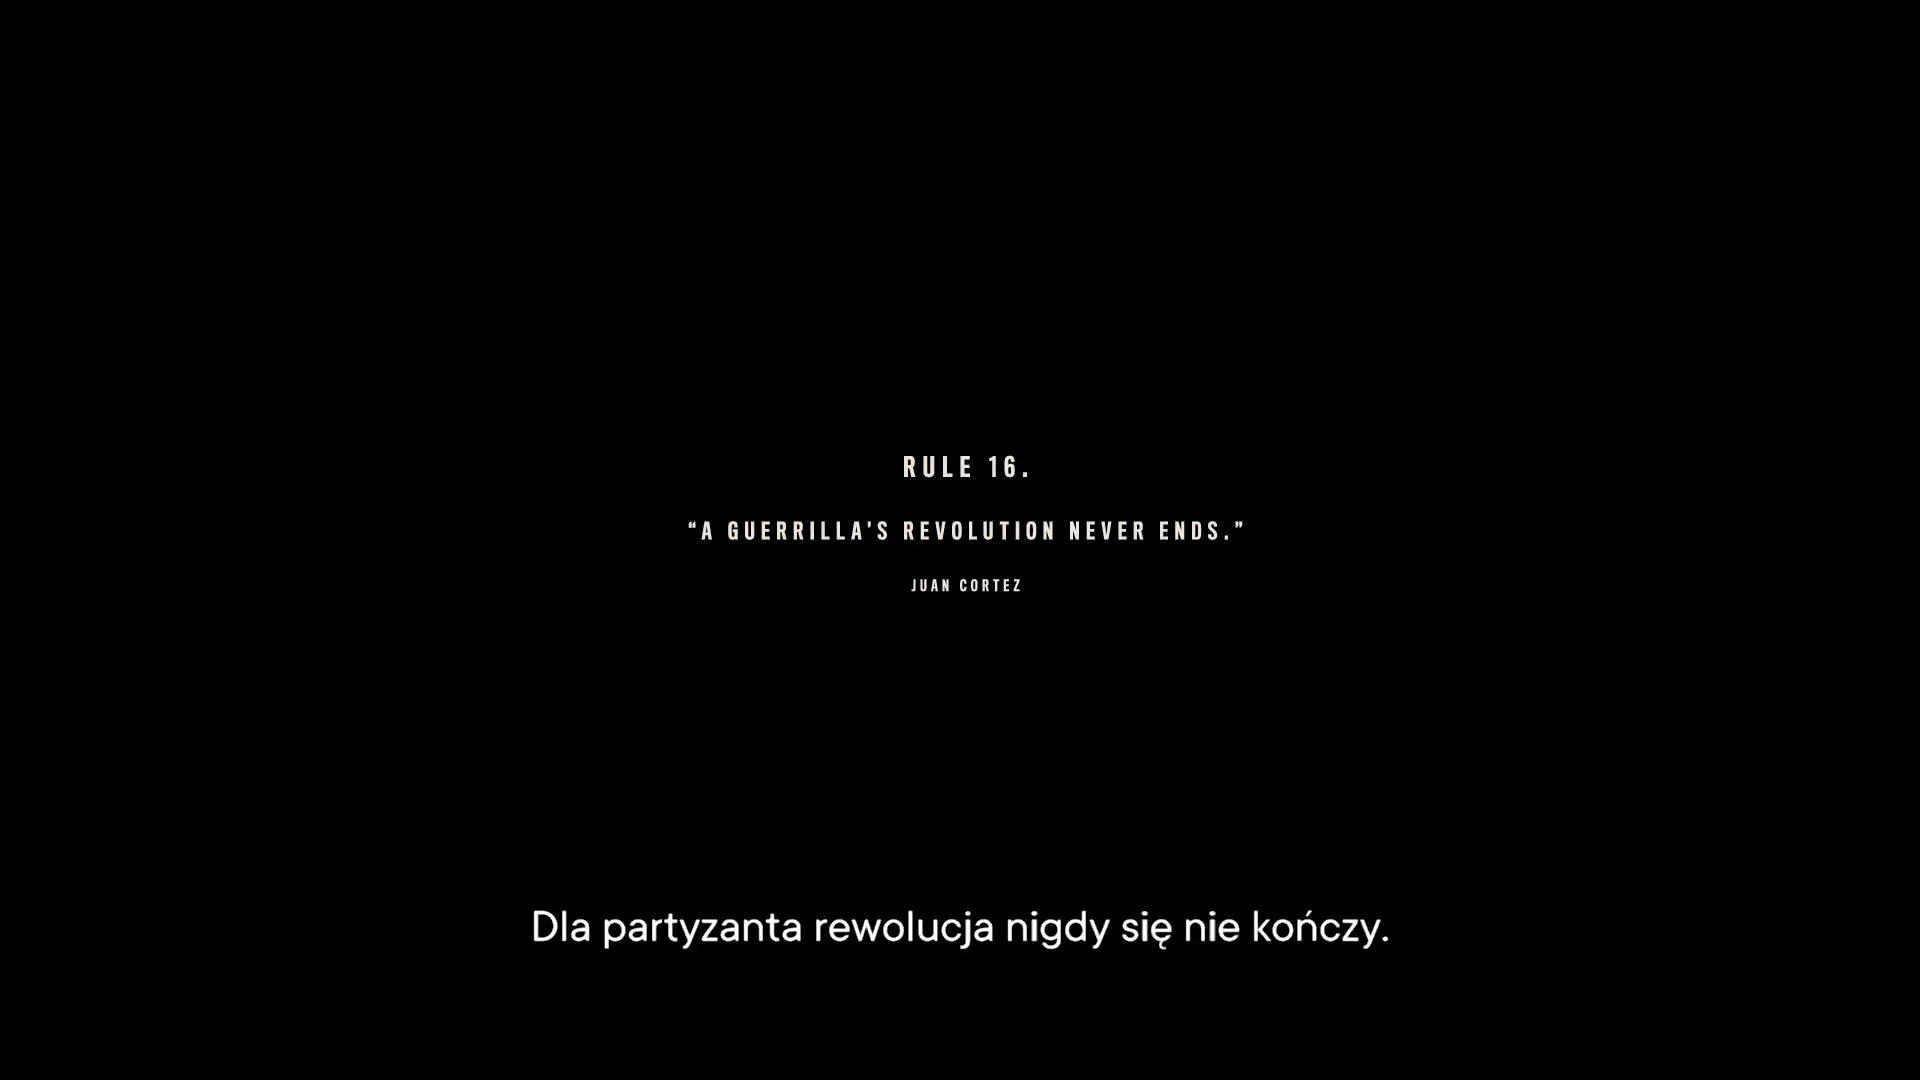 RULE 16.
“A GUERRILLA’S REVOLUTION NEVER ENDS.”
JUAN CORTEZ
Dla partyzanta rewolucja nigdy się nie kończy.